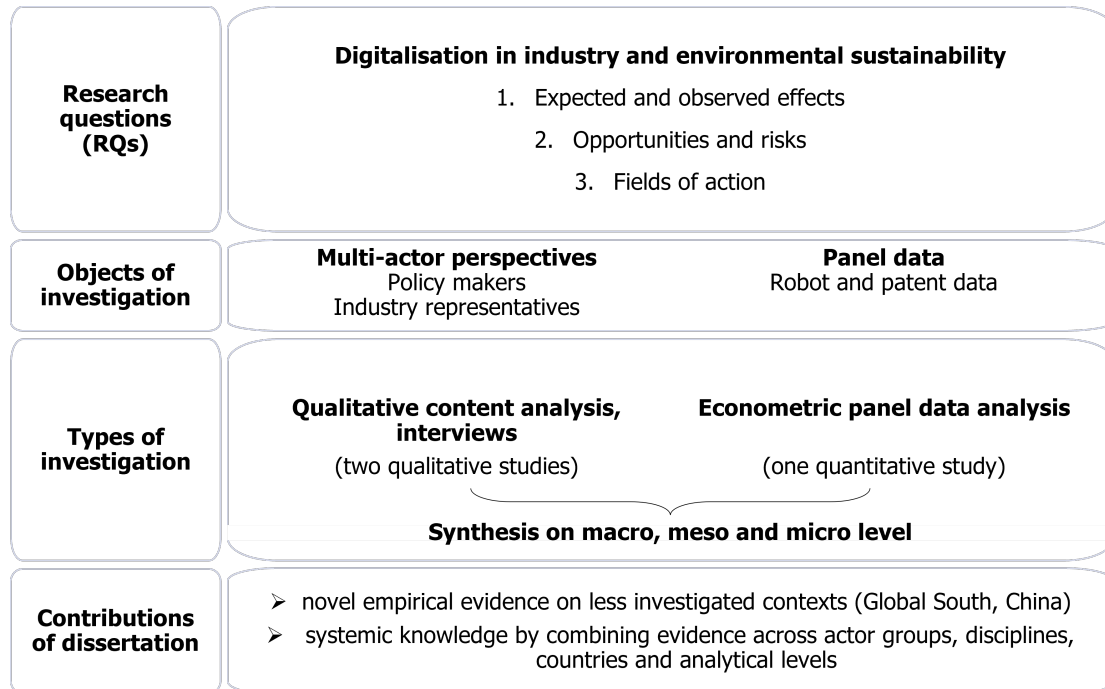 Research
questions
(RQs)
Digitalisation in industry and environmental sustainability
1. Expected and observed effects
2. Opportunities and risks
3. Fields of action
Objects of
investigation
Multi-actor perspectives
Policy makers
Industry representatives
Panel data
Robot and patent data
Types of
investigation
Qualitative content analysis,
interviews
(two qualitative studies)
Econometric panel data analysis
(one quantitative study)
Synthesis on macro, meso and micro level
Contributions
of dissertation
➢ novel empirical evidence on less investigated contexts (Global South, China)
➢ systemic knowledge by combining evidence across actor groups, disciplines,
countries and analytical levels